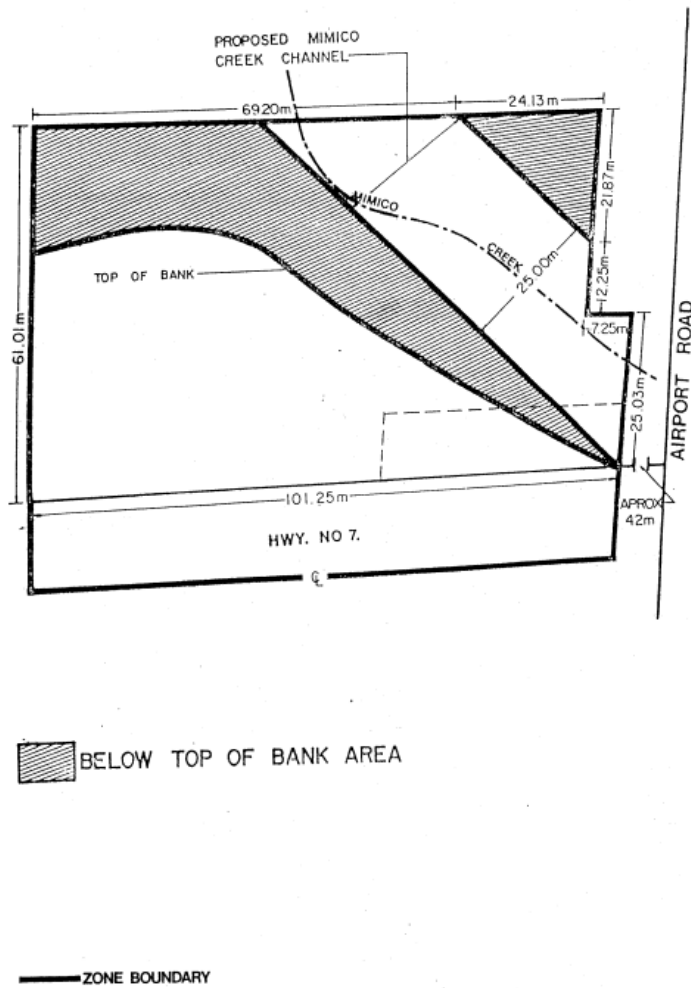 PROPOSED MIMICO
CREEK CHANNEL
69.20m
24.13m
21.87m
MIMICO
CREEK
25.00m
12.25m
TOP OF BANK
7.25m
61.01m
25.03m
AIRPORT ROAD
101.25m
APROX
42m
HWY. NO 7.
℄
BELOW TOP OF BANK AREA
ZONE BOUNDARY